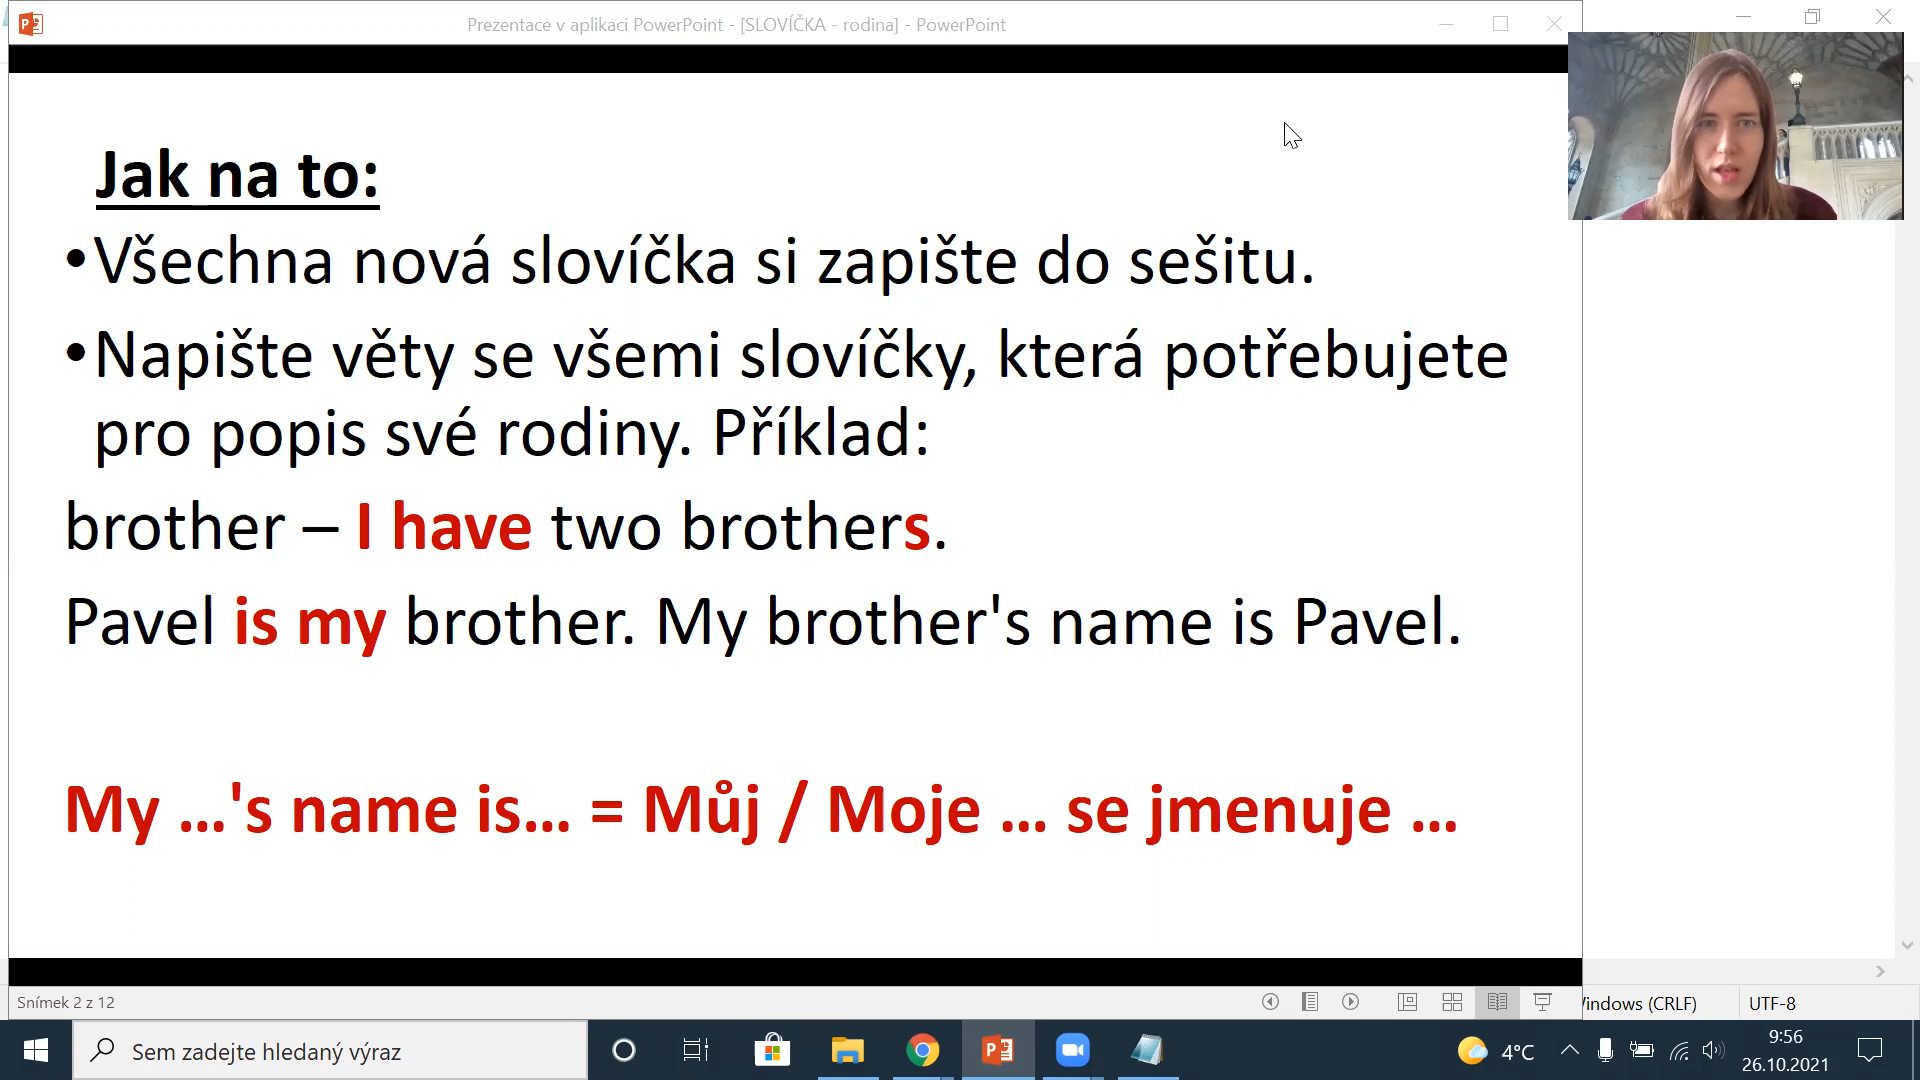 Prezentace v aplikaci PowerPoint - [SLOVÍČKA - rodina] - PowerPoint
Jak na to:
•Všechna nová slovíčka si zapište do sešitu.
•Napište věty se všemi slovíčky, která potřebujete
pro popis své rodiny. Příklad:
brother – I have two brothers.
Pavel is my brother. My brother's name is Pavel.
My ...'s name is... = Můj / Moje ... se jmenuje ...
Snímek 2 z 12
Windows (CRLF)
UTF-8
Sem zadejte hledaný výraz
4°C
9:56
26.10.2021